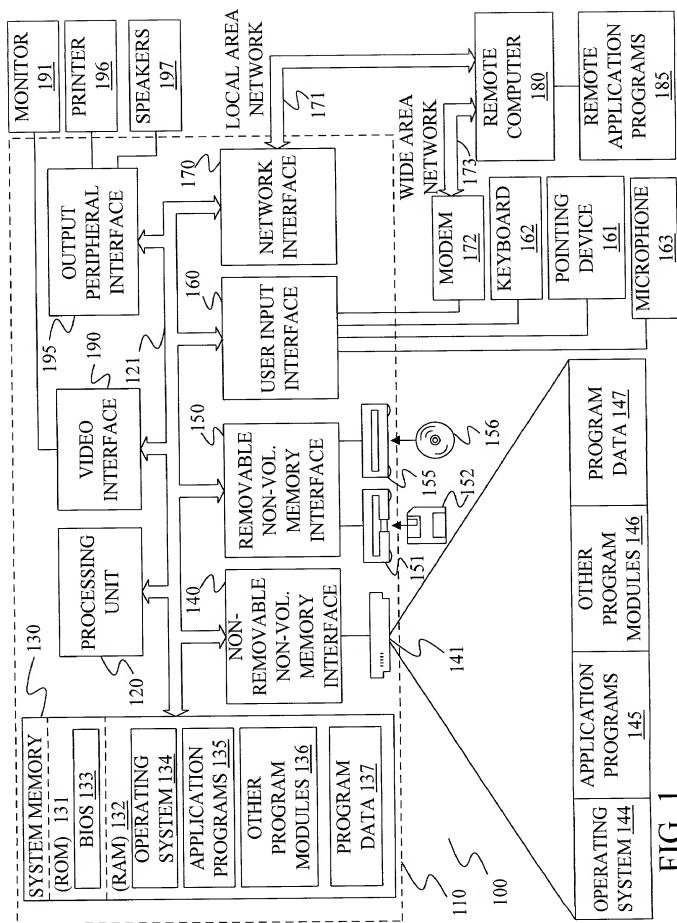 SYSTEM MEMORY
(ROM) 131
BIOS 133
(RAM) 132
OPERATING
SYSTEM 134
APPLICATION
PROGRAMS 135
OTHER
PROGRAM
MODULES 136
PROGRAM
DATA 137
130
PROCESSING
UNIT
120
VIDEO
INTERFACE
190
121
OUTPUT
PERIPHERAL
INTERFACE
195
MONITOR
191
PRINTER
196
SPEAKERS
197
NON-
REMOVABLE
NON-VOL.
MEMORY
INTERFACE
140
REMOVABLE
NON-VOL.
MEMORY
INTERFACE
150
USER INPUT
INTERFACE
160
NETWORK
INTERFACE
170
LOCAL AREA
NETWORK
171
141
151
152
155
156
110
100
WIDE AREA
NETWORK
173
MODEM
172
KEYBOARD
162
POINTING
DEVICE
161
MICROPHONE
163
REMOTE
COMPUTER
180
REMOTE
APPLICATION
PROGRAMS
185
OPERATING
SYSTEM 144
APPLICATION
PROGRAMS
145
OTHER
PROGRAM
MODULES 146
PROGRAM
DATA 147
FIG. 1